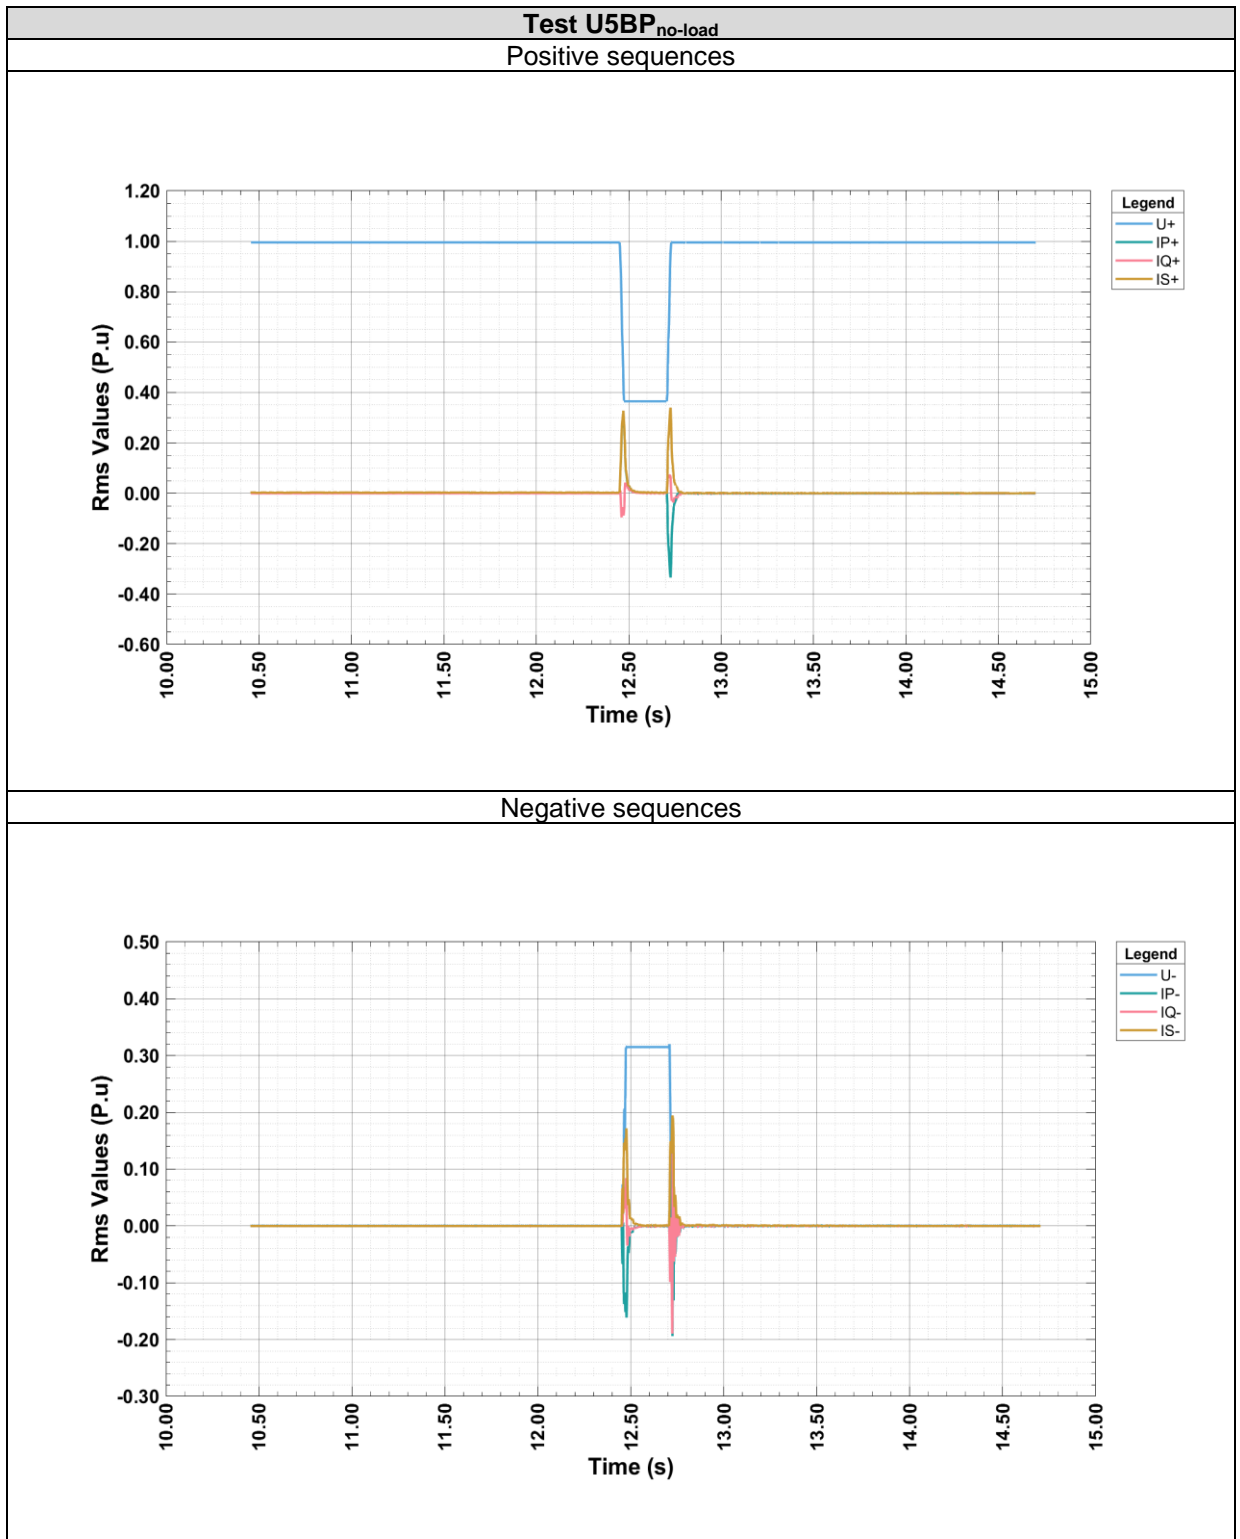 Test U5BPno-load
Positive sequences
1.20
1.00
0.80
0.60
0.40
0.20
0.00
-0.20
-0.40
-0.60
Rms Values (P.u)
10.00 10.50 11.00 11.50 12.00 12.50 13.00 13.50 14.00 14.50 15.00
Time (s)
Legend
U+
IP+
IQ+
IS+
Negative sequences
0.50
0.40
0.30
0.20
0.10
0.00
-0.10
-0.20
-0.30
Rms Values (P.u)
10.00 10.50 11.00 11.50 12.00 12.50 13.00 13.50 14.00 14.50 15.00
Time (s)
Legend
U-
IP-
IQ-
IS-